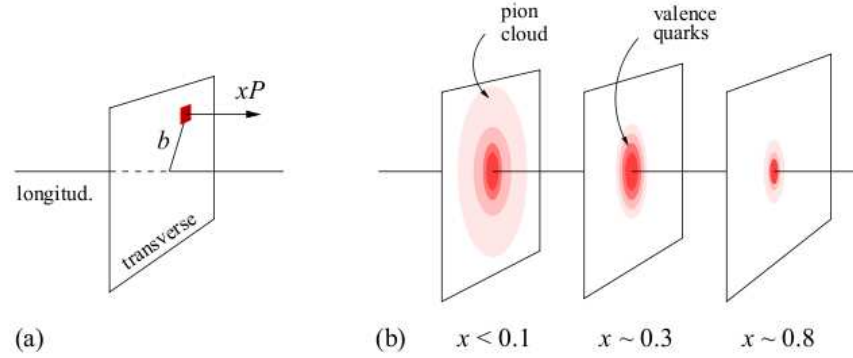 xP
b
longitud.
transverse
(a)
pion
cloud
valence
quarks
(b)
x < 0.1
x ~ 0.3
x ~ 0.8